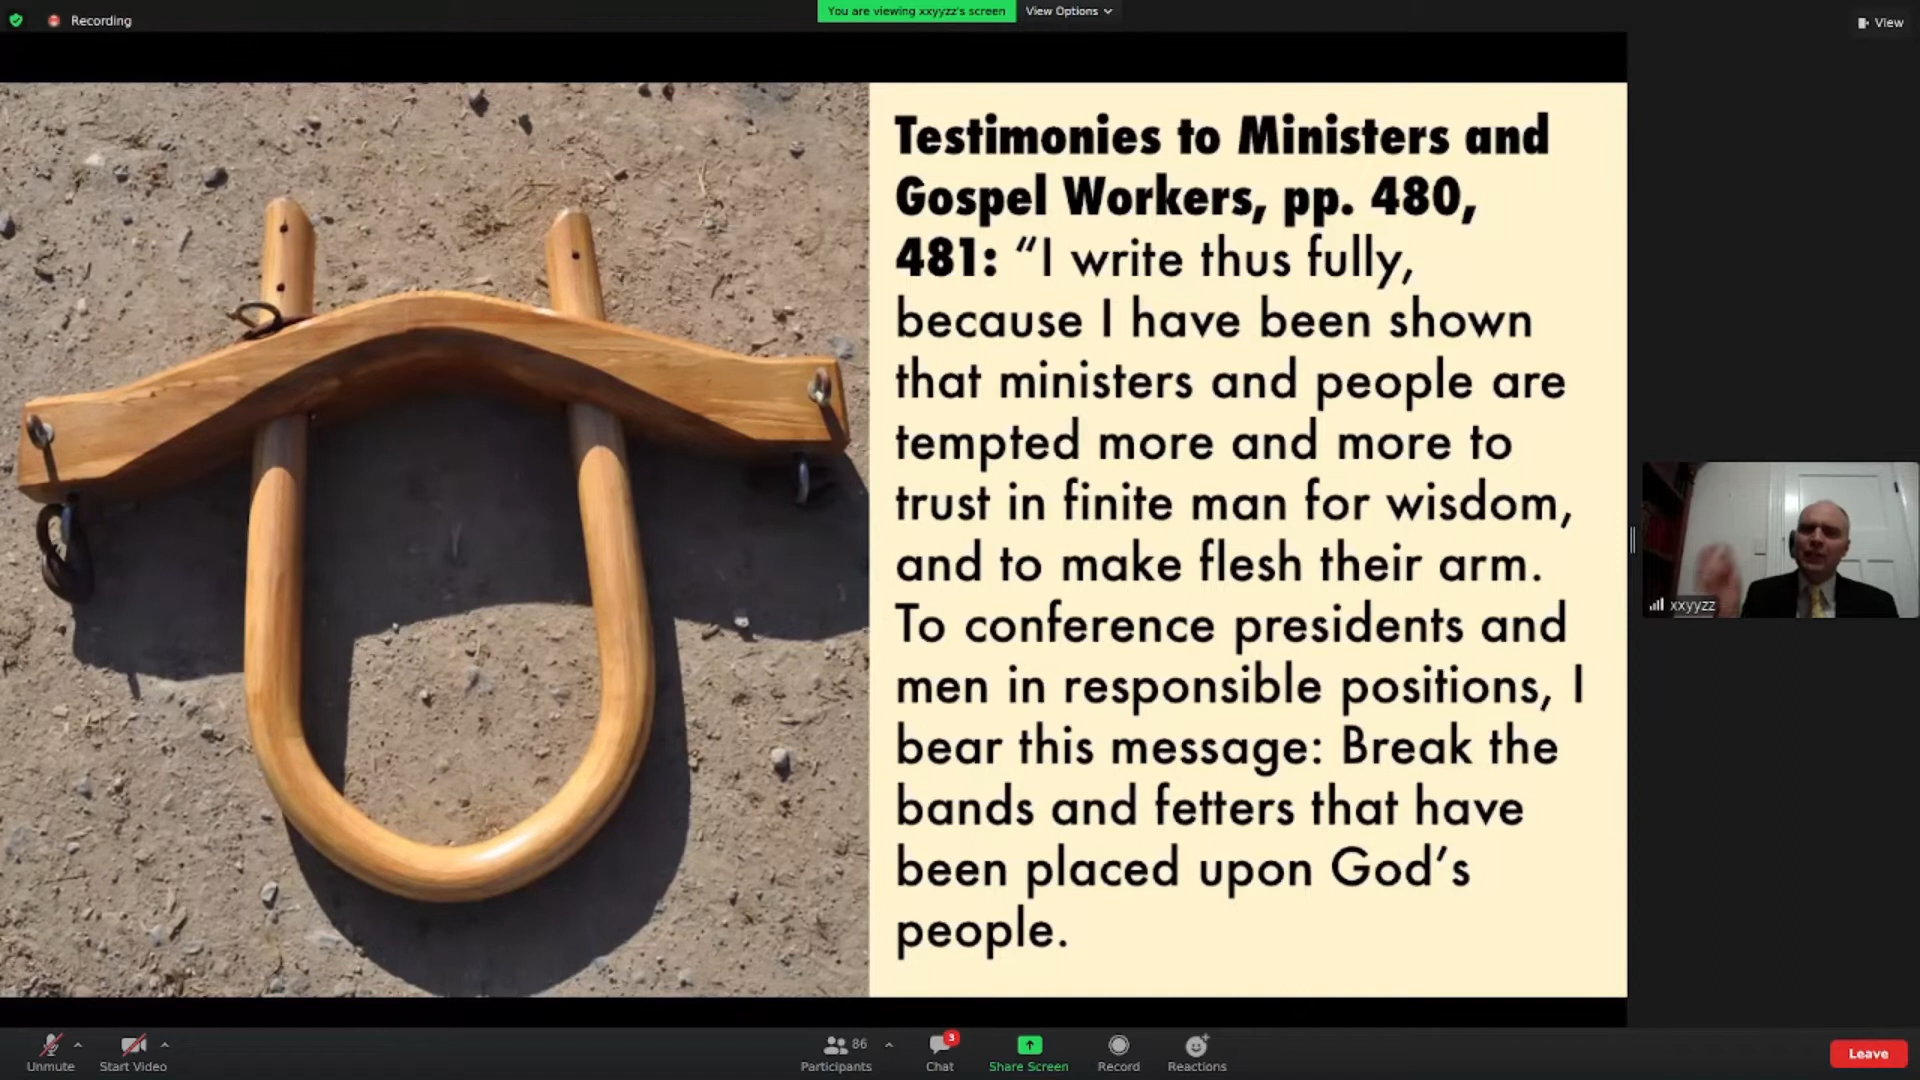 Recording
You are viewing xxyyzz's screen
View Options
View
Testimonies to Ministers and
Gospel Workers, pp. 480,
481: “I write thus fully,
because I have been shown
that ministers and people are
tempted more and more to
trust in finite man for wisdom,
and to make flesh their arm.
To conference presidents and
men in responsible positions, I
bear this message: Break the
bands and fetters that have
been placed upon God’s
people.
xxyyzz
Unmute
Start Video
86
Participants
3
Chat
Share Screen
Record
Reactions
Leave